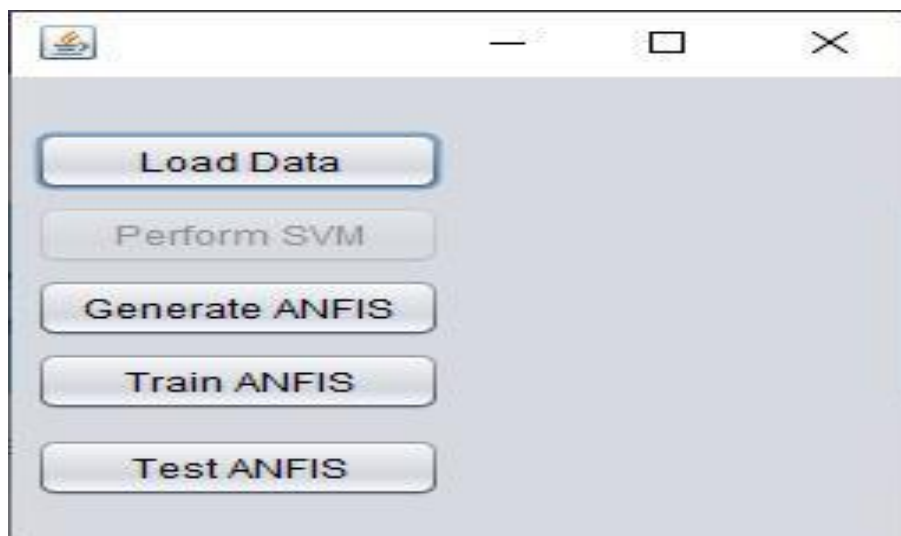 Load Data
Perform SVM
Generate ANFIS
Train ANFIS
Test ANFIS